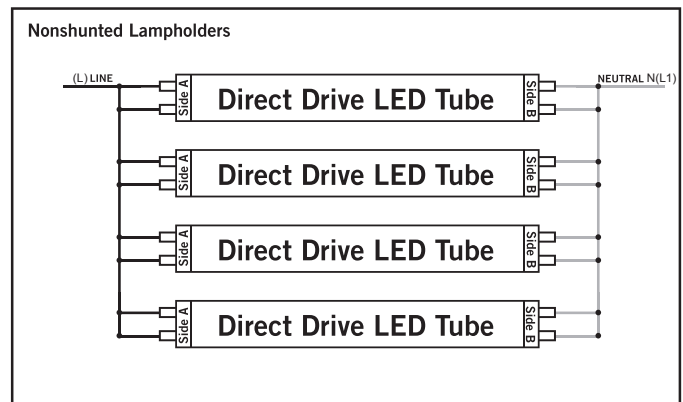 Nonshunted Lampholders
(L) LINE
NEUTRAL N(L1)
Side A
Direct Drive LED Tube
Side B
Side A
Direct Drive LED Tube
Side B
Side A
Direct Drive LED Tube
Side B
Side A
Direct Drive LED Tube
Side B